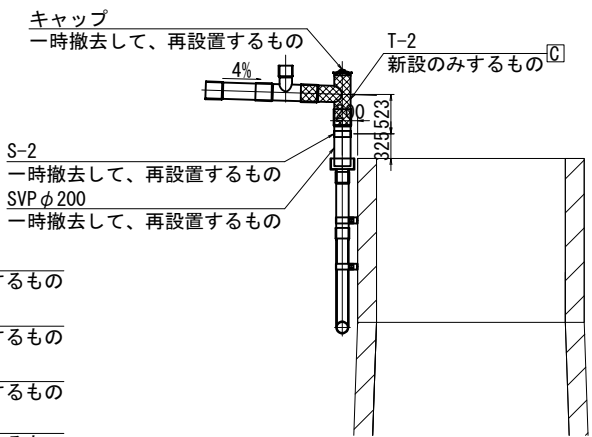 キャップ
一時撤去して、再設置するもの
T-2
新設のみするもの C
4%
200
523
325
S-2
一時撤去して、再設置するもの
SVPφ200
一時撤去して、再設置するもの
するもの
するもの
するもの